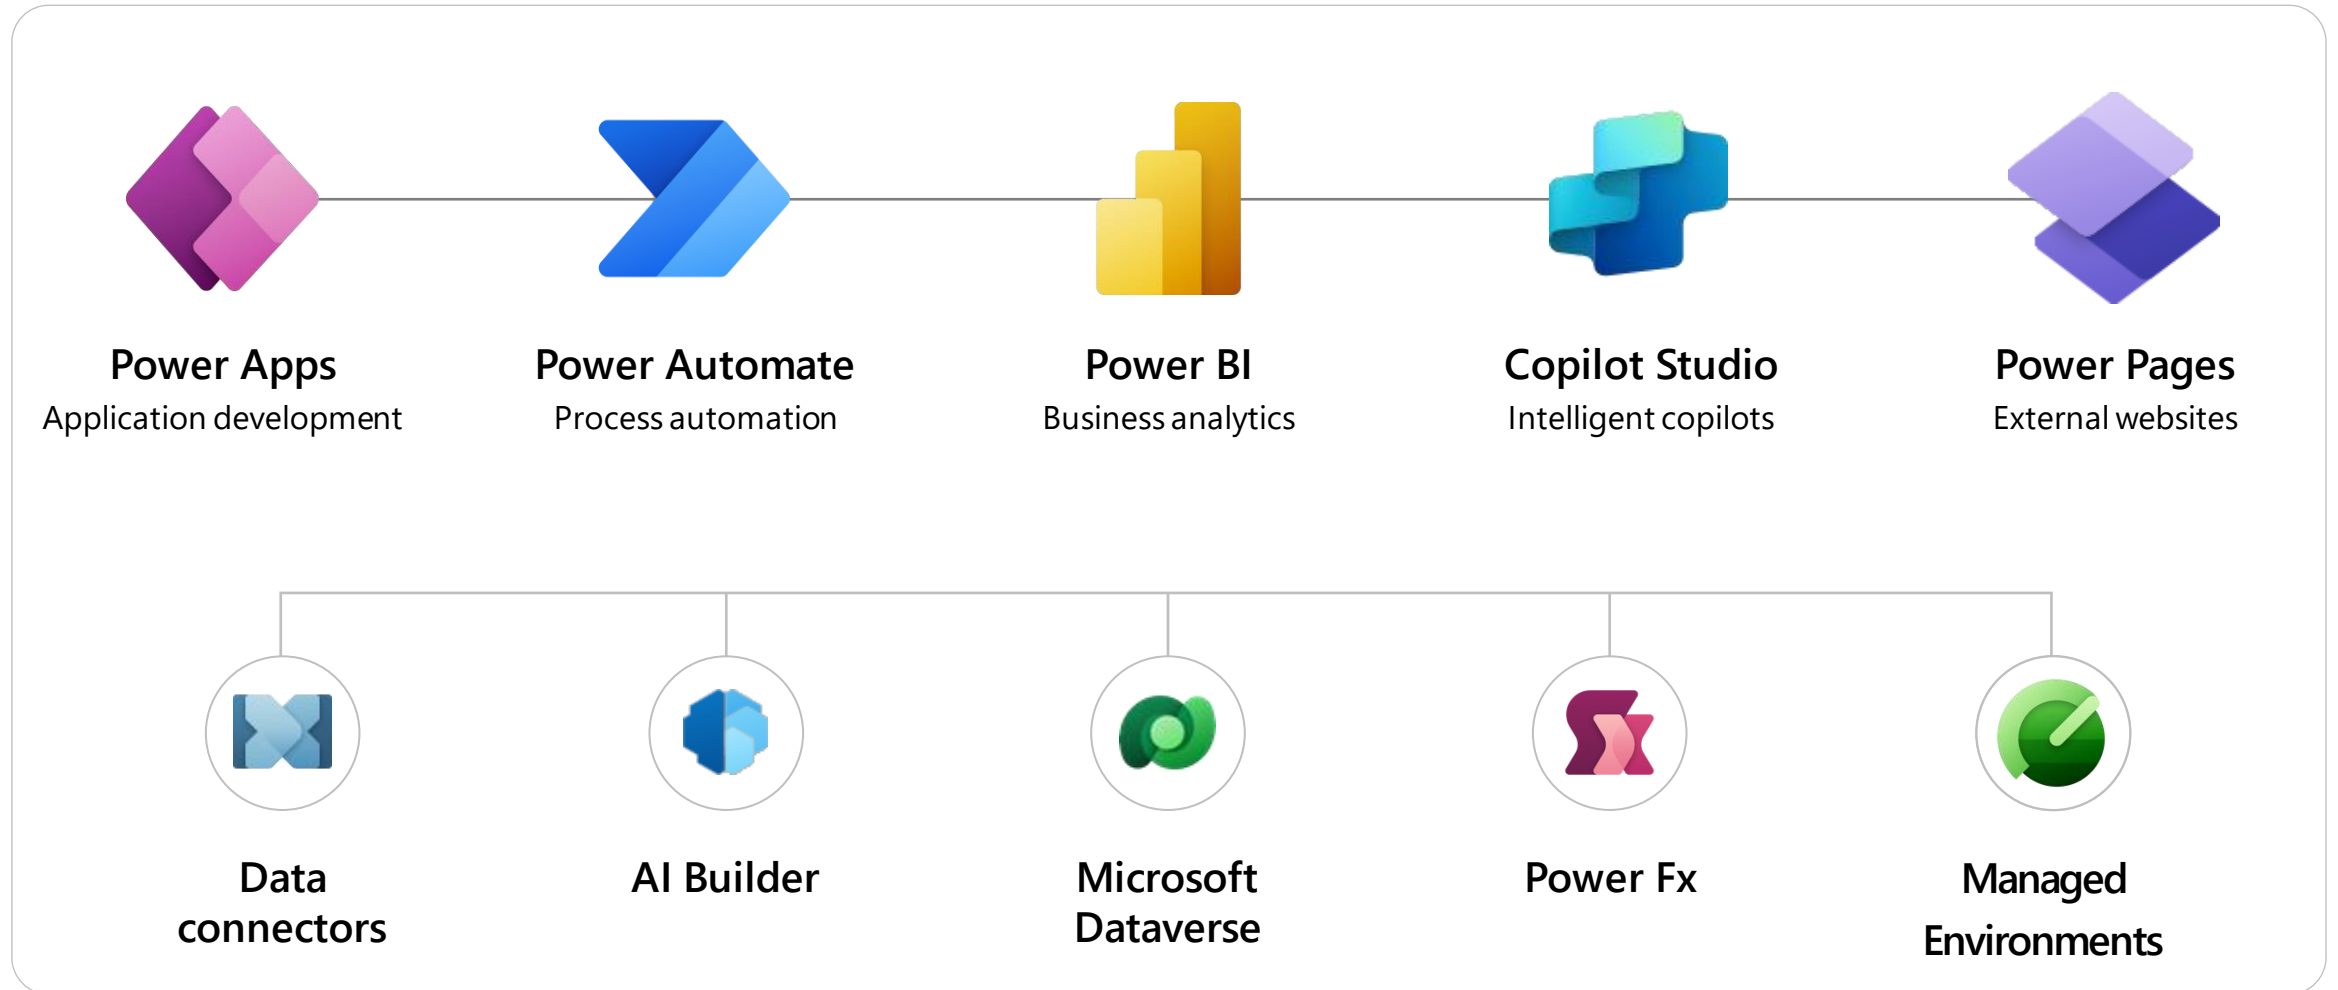 Power Apps
Application development
Power Automate
Process automation
Power BI
Business analytics
Copilot Studio
Intelligent copilots
Power Pages
External websites
Data
connectors
AI Builder
Microsoft
Dataverse
Power Fx
Managed
Environments